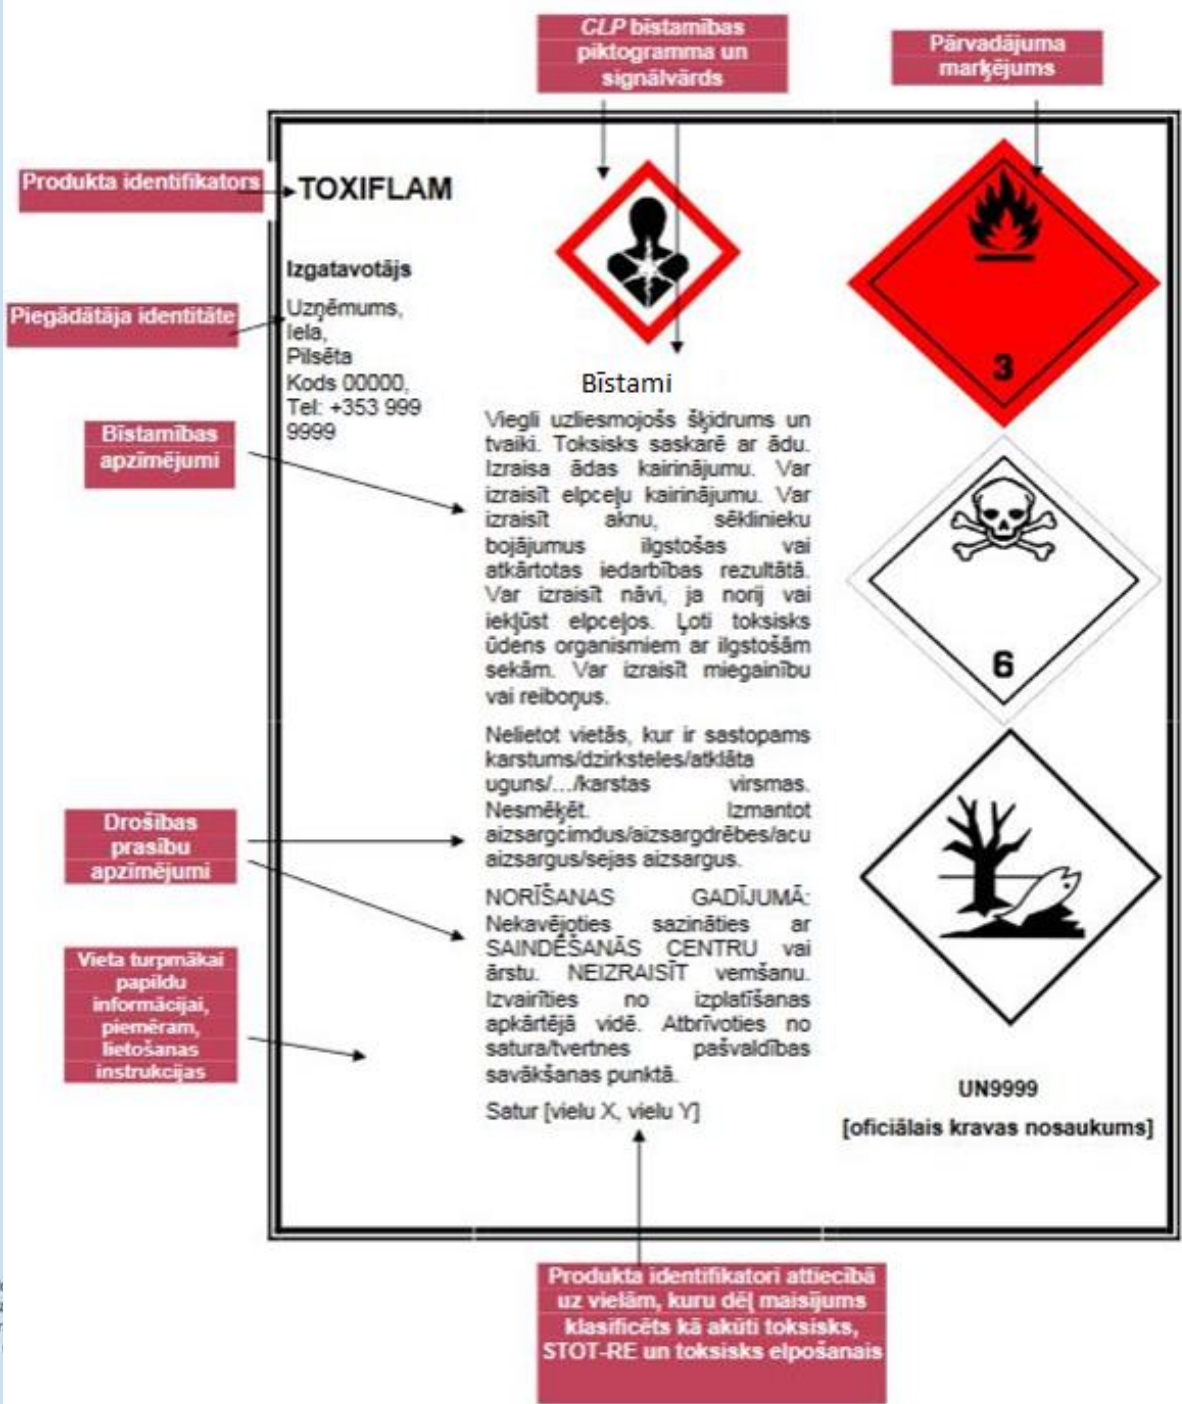 CLP bīstamības
piktogramma un
signālvārds
Pārvadājuma
marķējums
Produkta identifikators
TOXIFLAM
Izgatavotājs
Piegādātāja identitāte
Uzņēmums,
Iela,
Pilsēta
Kods 00000,
Tel: +353 999
9999
3
Bīstami
Bīstamības
apzīmējumi
Viegli uzliesmojošs šķidrums un
tvaiki. Toksisks saskarē ar ādu.
Izraisa ādas kairinājumu. Var
izraisīt elpceļu kairinājumu. Var
izraisīt aknu, sēklinieku
bojājumus ilgstošas vai
atkārtotas iedarbības rezultātā.
Var izraisīt nāvi, ja norij vai
iekļūst elpceļos. Ļoti toksisks
ūdens organismiem ar ilgstošām
sekām. Var izraisīt miegainību
vai reiboņus.
6
Drošības
prasību
apzīmējumi
Nelietot vietās, kur ir sastopams
karstums/dzirksteles/atklāta
uguns/.../karstas virsmas.
Nesmēķēt. Izmantot
aizsargcimdus/aizsargdrēbes/acu
aizsargus/sejas aizsargus.
NORĪŠANAS GADĪJUMĀ:
Nekavējoties sazināties ar
SAINDĒŠANĀS CENTRU vai
ārstu. NEIZRAISĪT vemšanu.
Izvairīties no izplatīšanas
apkārtējā vidē. Atbrīvoties no
satura/tvertnes pašvaldības
savākšanas punktā.
Satur [vielu X, vielu Y]
Vieta turpmākai
papildu
informācijai,
piemēram,
lietošanas
instrukcijas
UN9999
[oficiālais kravas nosaukums]
Produkta identifikatori attiecībā
uz vielām, kuru dēļ maisījums
klasificēts kā akūti toksisks,
STOT-RE un toksisks elpošanais